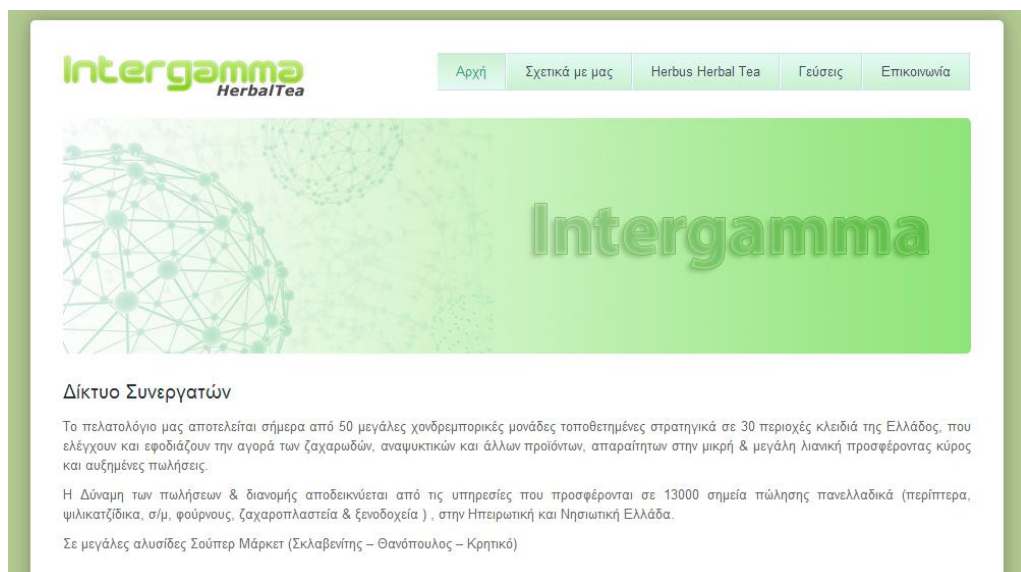 intergamma
HerbalTea
Αρχή Σχετικά με μας Herbus Herbal Tea Γεύσεις Επικοινωνία
Intergamma
Δίκτυο Συνεργατών
Το πελατολόγιο μας αποτελείται σήμερα από 50 μεγάλες χονδρεμπορικές μονάδες τοποθετημένες στρατηγικά σε 30 περιοχές κλειδιά της Ελλάδος, που
ελέγχουν και εφοδιάζουν την αγορά των ζαχαρωδών, αναψυκτικών και άλλων προϊόντων, απαραίτητων στην μικρή & μεγάλη λιανική προσφέροντας κύρος
και αυξημένες πωλήσεις.
Η Δύναμη των πωλήσεων & διανομής αποδεικνύεται από τις υπηρεσίες που προσφέρονται σε 13000 σημεία πώλησης πανελλαδικά (περίπτερα,
ψιλικατζίδικα, σ/μ, φούρνους, ζαχαροπλαστεία & ξενοδοχεία ) , στην Ηπειρωτική και Νησιωτική Ελλάδα.
Σε μεγάλες αλυσίδες Σούπερ Μάρκετ (Σκλαβενίτης – Θανόπουλος – Κρητικό)